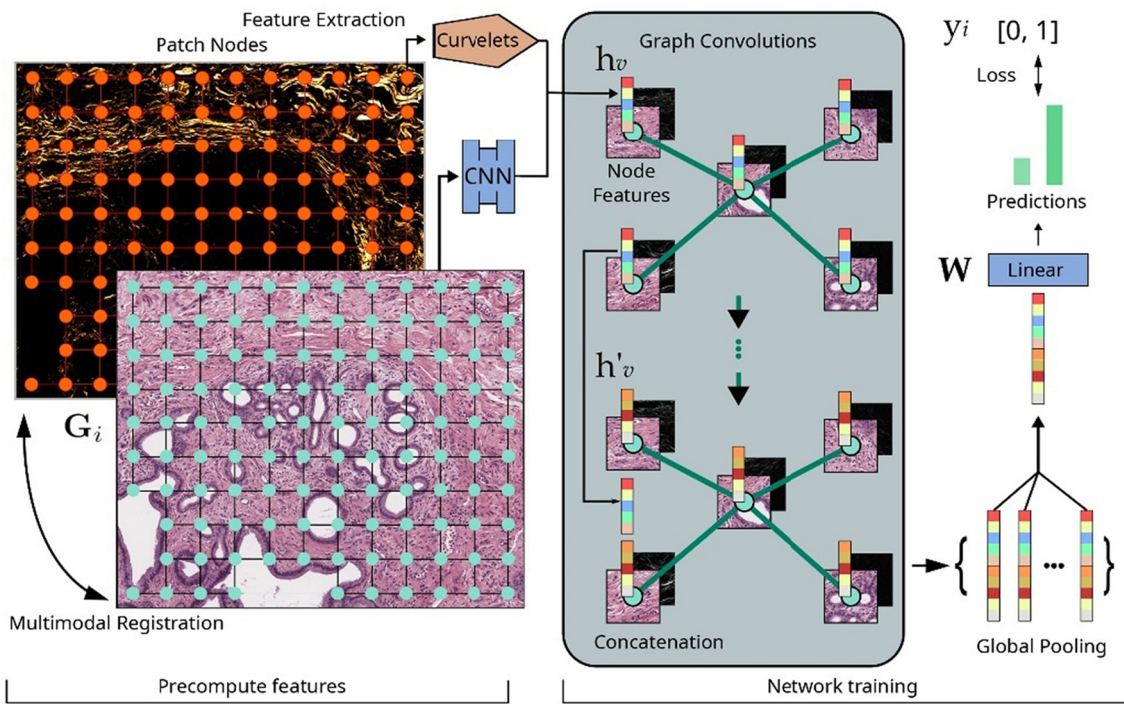 Feature Extraction
Patch Nodes
Curvelets
CNN
G_i
Multimodal Registration
Precompute features
Graph Convolutions
h_v
Node
Features
h'_v
Concatenation
y_i [0, 1]
Loss
Predictions
W Linear
{ ... }
Global Pooling
Network training